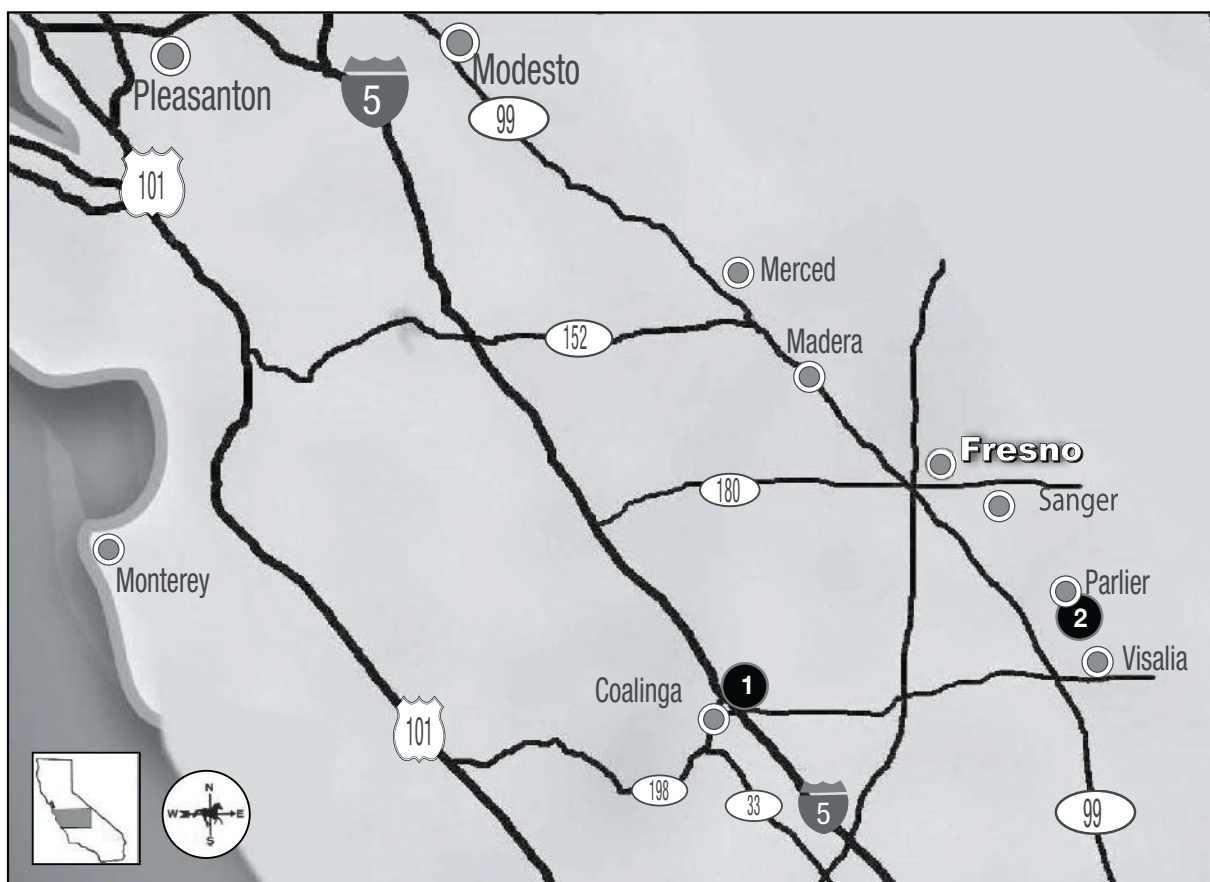 Pleasanton
5
Modesto
99
101
Merced
152
Madera
Fresno
180
Sanger
Monterey
Parlier
2
Visalia
Coalinga
1
101
198
33
5
99
N
W E
S